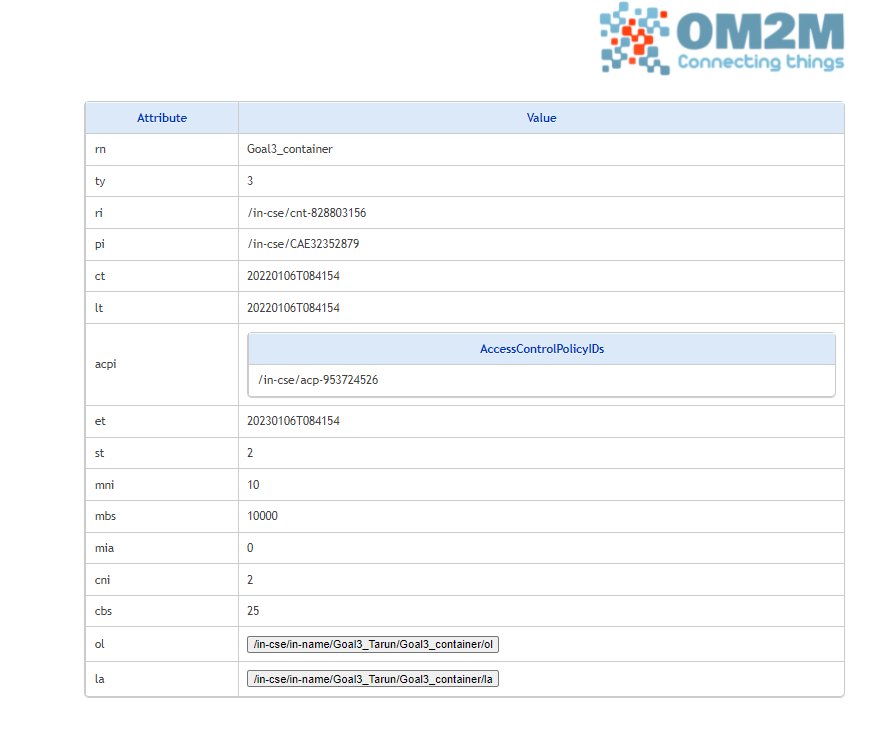 OM2M
Connecting things
Attribute Value
rn Goal3_container
ty 3
ri /in-cse/cnt-828803156
pi /in-cse/CAE32352879
ct 20220106T084154
lt 20220106T084154
acpi
AccessControlPolicyIDs
/in-cse/acp-953724526
et 20230106T084154
st 2
mni 10
mbs 10000
mia 0
cni 2
cbs 25
ol /in-cse/in-name/Goal3_Tarun/Goal3_container/ol
la /in-cse/in-name/Goal3_Tarun/Goal3_container/la